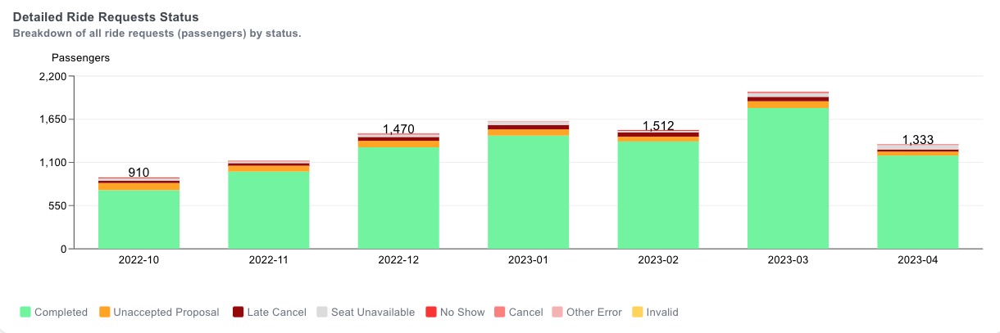 Detailed Ride Requests Status
Breakdown of all ride requests (passengers) by status.
Passengers
2,200
1,650
1,100
550
0
910
1,470
1,512
1,333
2022-10 2022-11 2022-12 2023-01 2023-02 2023-03 2023-04
Completed Unaccepted Proposal Late Cancel Seat Unavailable No Show Cancel Other Error Invalid